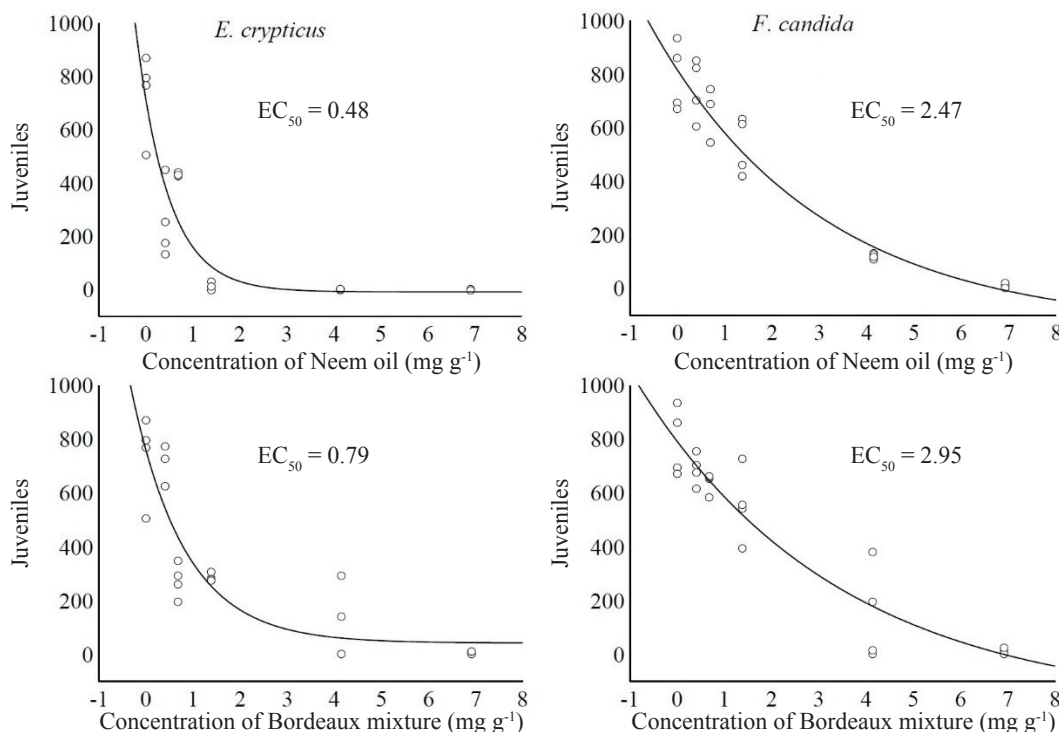 E. crypticus
EC50 = 0.48
Juveniles
1000
800
600
400
200
0
-1 0 1 2 3 4 5 6 7 8
Concentration of Neem oil (mg g-1)
F. candida
EC50 = 2.47
Juveniles
1000
800
600
400
200
0
-1 0 1 2 3 4 5 6 7 8
Concentration of Neem oil (mg g-1)
EC50 = 0.79
Juveniles
1000
800
600
400
200
0
-1 0 1 2 3 4 5 6 7 8
Concentration of Bordeaux mixture (mg g-1)
EC50 = 2.95
Juveniles
1000
800
600
400
200
0
-1 0 1 2 3 4 5 6 7 8
Concentration of Bordeaux mixture (mg g-1)